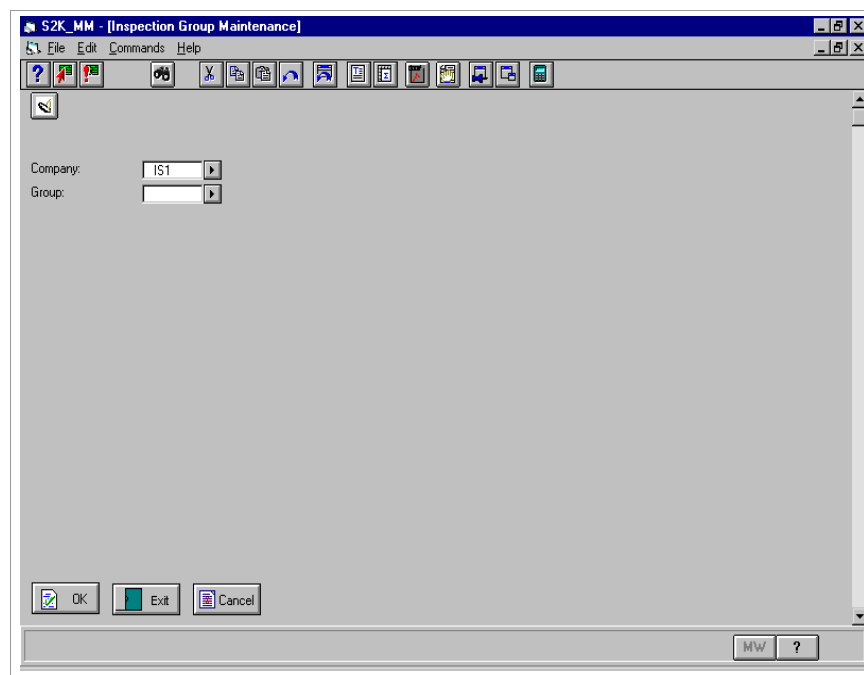 S2K_MM - [Inspection Group Maintenance]
File Edit Commands Help
Company: IS1
Group:
OK Exit Cancel
MW ?